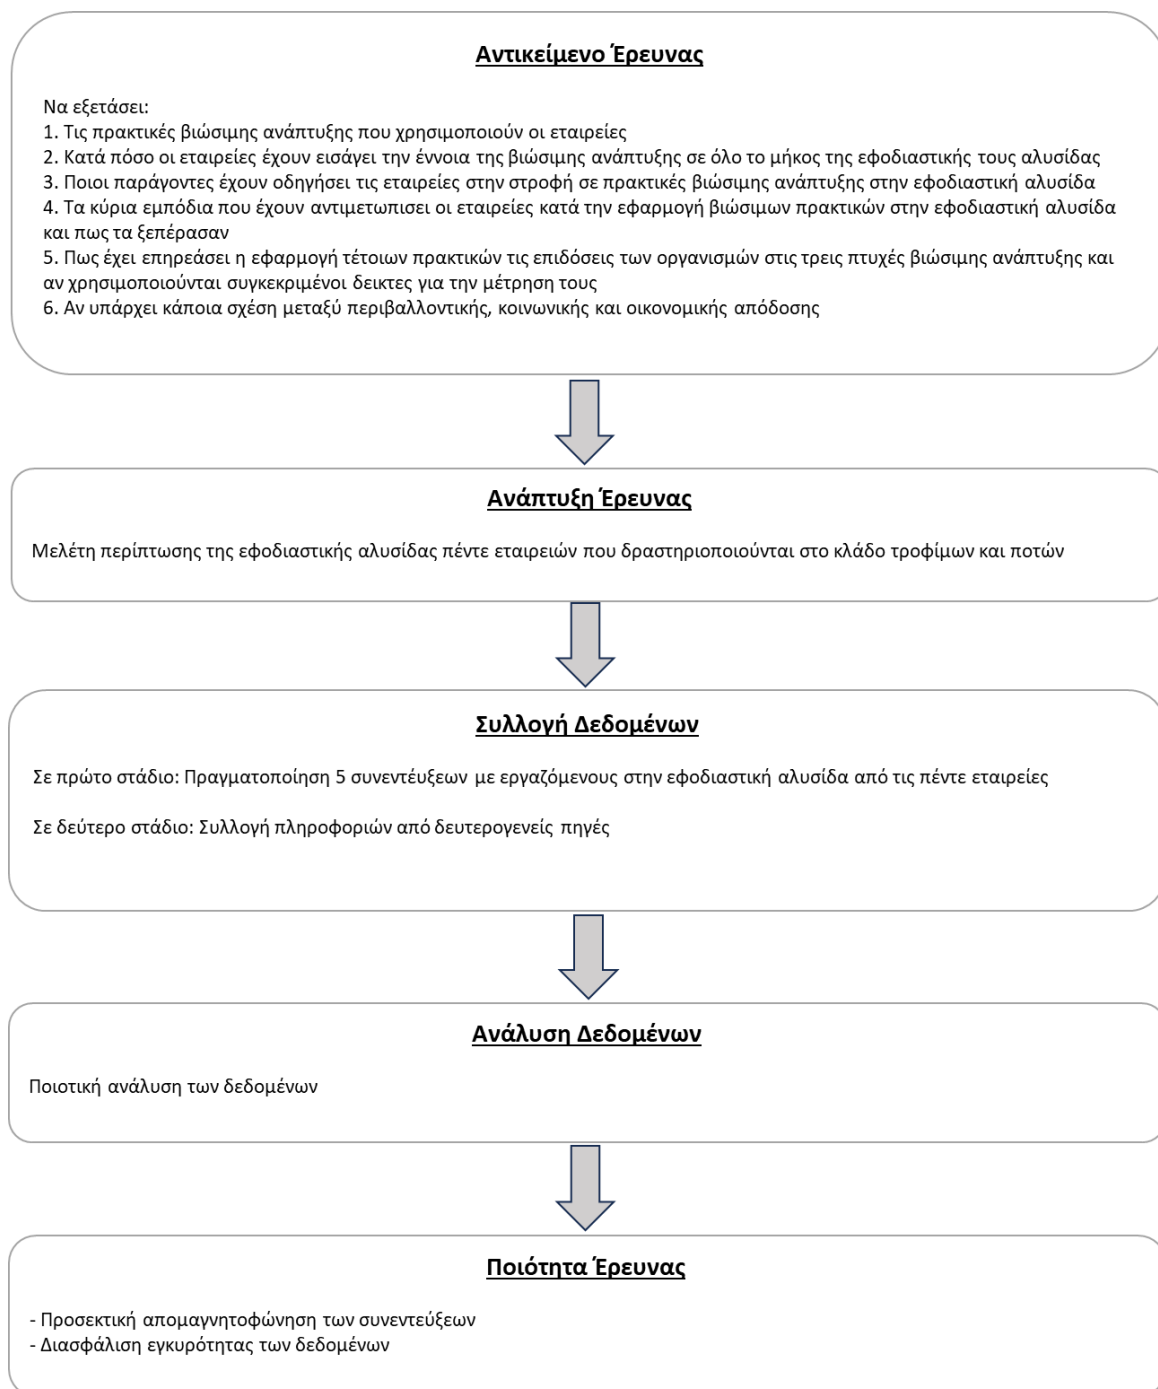 Αντικείμενο Έρευνας
Να εξετάσει:
1. Τις πρακτικές βιώσιμης ανάπτυξης που χρησιμοποιούν οι εταιρείες
2. Κατά πόσο οι εταιρείες έχουν εισάγει την έννοια της βιώσιμης ανάπτυξης σε όλο το μήκος της εφοδιαστικής τους αλυσίδας
3. Ποιοι παράγοντες έχουν οδηγήσει τις εταιρείες στην στροφή σε πρακτικές βιώσιμης ανάπτυξης στην εφοδιαστική αλυσίδα
4. Τα κύρια εμπόδια που έχουν αντιμετωπισει οι εταιρείες κατά την εφαρμογή βιώσιμων πρακτικών στην εφοδιαστική αλυσίδα
και πως τα ξεπέρασαν
5. Πως έχει επηρεάσει η εφαρμογή τέτοιων πρακτικών τις επιδόσεις των οργανισμών στις τρεις πτυχές βιώσιμης ανάπτυξης και
αν χρησιμοποιούνται συγκεκριμένοι δεικτες για την μέτρηση τους
6. Αν υπάρχει κάποια σχέση μεταξύ περιβαλλοντικής, κοινωνικής και οικονομικής απόδοσης
Ανάπτυξη Έρευνας
Μελέτη περίπτωσης της εφοδιαστικής αλυσίδας πέντε εταιρειών που δραστηριοποιούνται στο κλάδο τροφίμων και ποτών
Συλλογή Δεδομένων
Σε πρώτο στάδιο: Πραγματοποίηση 5 συνεντέυξεων με εργαζόμενους στην εφοδιαστική αλυσίδα από τις πέντε εταιρείες
Σε δεύτερο στάδιο: Συλλογή πληροφοριών από δευτερογενείς πηγές
Ανάλυση Δεδομένων
Ποιοτική ανάλυση των δεδομένων
Ποιότητα Έρευνας
- Προσεκτική απομαγνητοφώνηση των συνεντεύξεων
- Διασφάλιση εγκυρότητας των δεδομένων